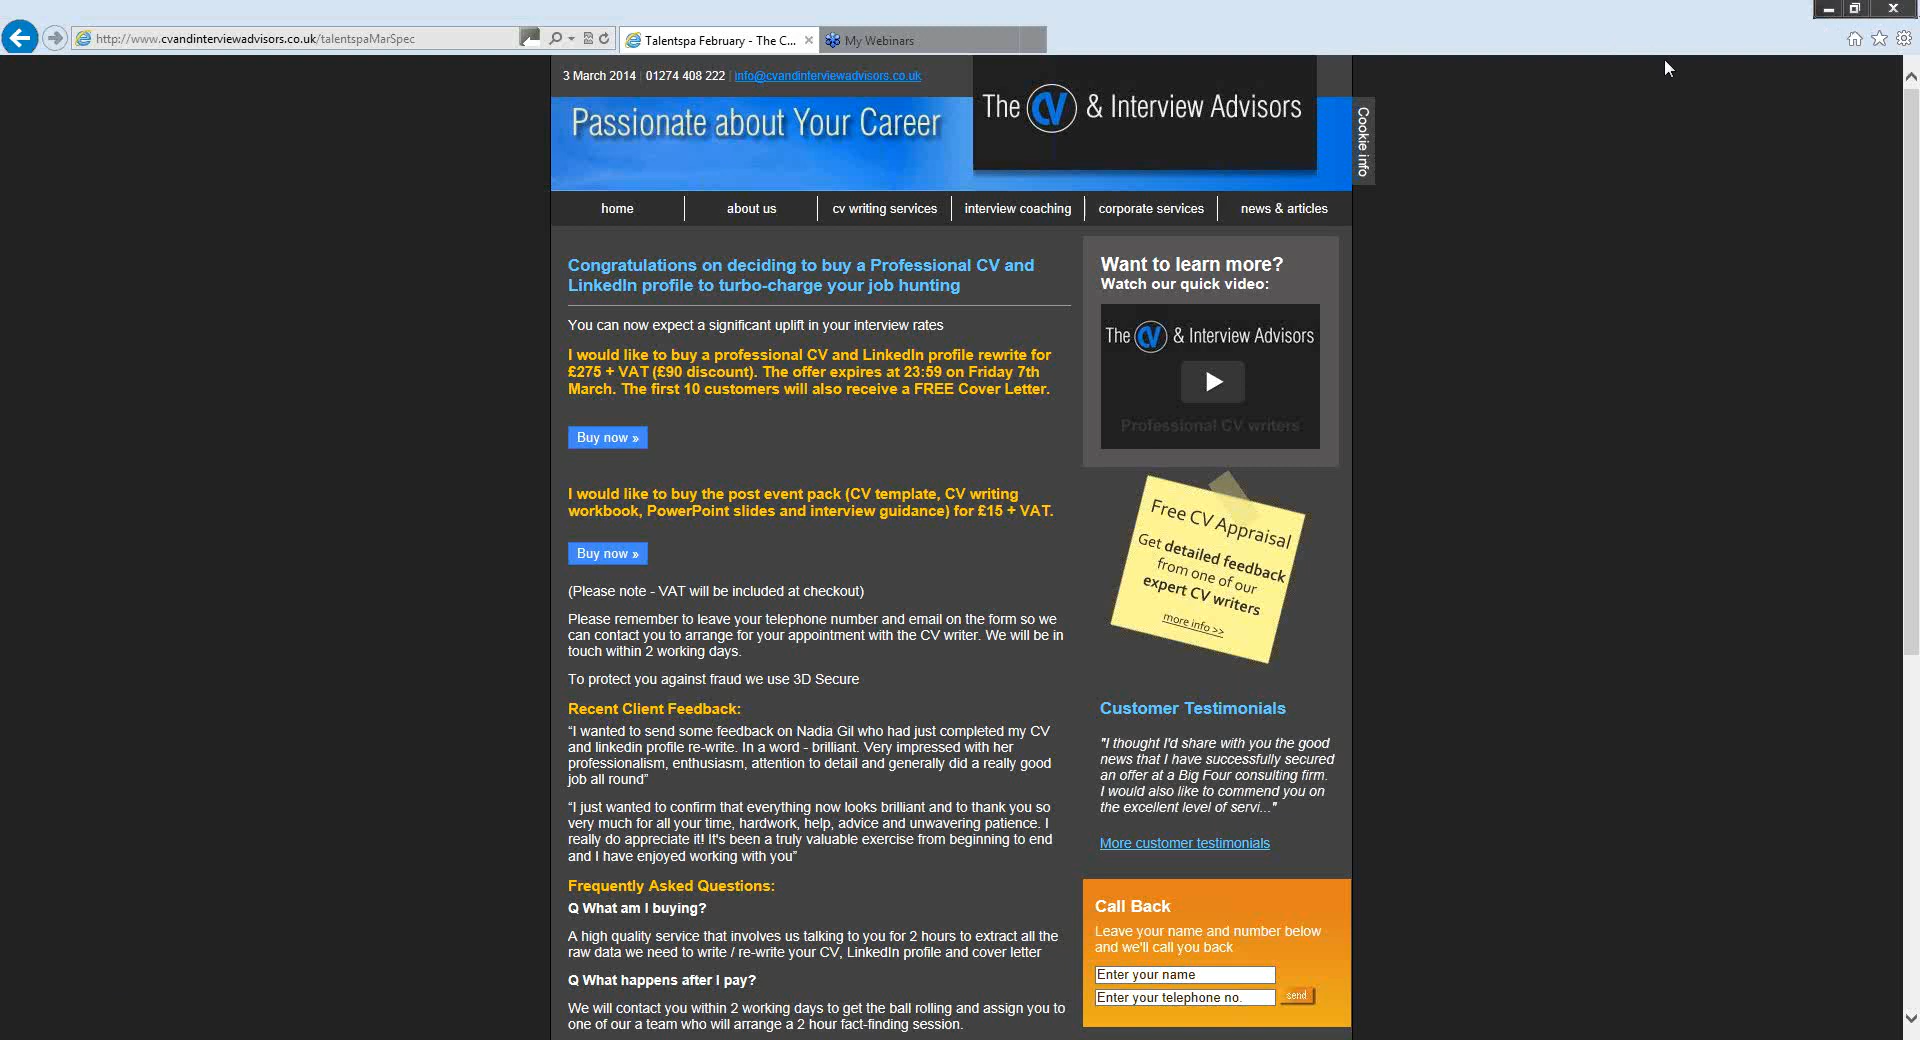 http://www.cvandinterviewadvisors.co.uk/talentspaMarSpec
Talentspa February - The C...
My Webinars
3 March 2014 | 01274 408 222 | info@cvandinterviewadvisors.co.uk
Passionate about Your Career
The CV & Interview Advisors
Cookie info
home
about us
cv writing services
interview coaching
corporate services
news & articles
Congratulations on deciding to buy a Professional CV and
LinkedIn profile to turbo-charge your job hunting
You can now expect a significant uplift in your interview rates
I would like to buy a professional CV and LinkedIn profile rewrite for
£275 + VAT (£90 discount). The offer expires at 23:59 on Friday 7th
March. The first 10 customers will also receive a FREE Cover Letter.
Buy now »
I would like to buy the post event pack (CV template, CV writing
workbook, PowerPoint slides and interview guidance) for £15 + VAT.
Buy now »
(Please note - VAT will be included at checkout)
Please remember to leave your telephone number and email on the form so we
can contact you to arrange for your appointment with the CV writer. We will be in
touch within 2 working days.
To protect you against fraud we use 3D Secure
Recent Client Feedback:
“I wanted to send some feedback on Nadia Gil who had just completed my CV
and linkedin profile re-write. In a word - brilliant. Very impressed with her
professionalism, enthusiasm, attention to detail and generally did a really good
job all round”
“I just wanted to confirm that everything now looks brilliant and to thank you so
very much for all your time, hardwork, help, advice and unwavering patience. I
really do appreciate it! It's been a truly valuable exercise from beginning to end
and I have enjoyed working with you”
Frequently Asked Questions:
Q What am I buying?
A high quality service that involves us talking to you for 2 hours to extract all the
raw data we need to write / re-write your CV, LinkedIn profile and cover letter
Q What happens after I pay?
We will contact you within 2 working days to get the ball rolling and assign you to
one of our a team who will arrange a 2 hour fact-finding session.
Want to learn more?
Watch our quick video:
The CV & Interview Advisors
Professional CV writers
Free CV Appraisal
Get detailed feedback
from one of our
expert CV writers
more info >>
Customer Testimonials
"I thought I'd share with you the good
news that I have successfully secured
an offer at a Big Four consulting firm.
I would also like to commend you on
the excellent level of servi..."
More customer testimonials
Call Back
Leave your name and number below
and we'll call you back
Enter your name
Enter your telephone no.
send